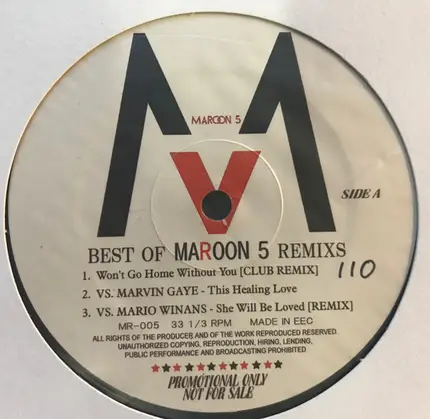 MAROON 5
V
SIDE A
BEST OF MAROON 5 REMIXS
1. Won't Go Home Without You [CLUB REMIX] 110
2. VS. MARVIN GAYE - This Healing Love
3. VS. MARIO WINANS - She Will Be Loved [REMIX]
MR-005 33 1/3 RPM MADE IN EEC
ALL RIGHTS OF THE PRODUCER AND OF THE WORK REPRODUCED RESERVED.
UNAUTHORIZED COPYING, REPRODUCTION, HIRING, LENDING,
PUBLIC PERFORMANCE AND BROADCASTING PROHIBITED
PROMOTIONAL ONLY
NOT FOR SALE